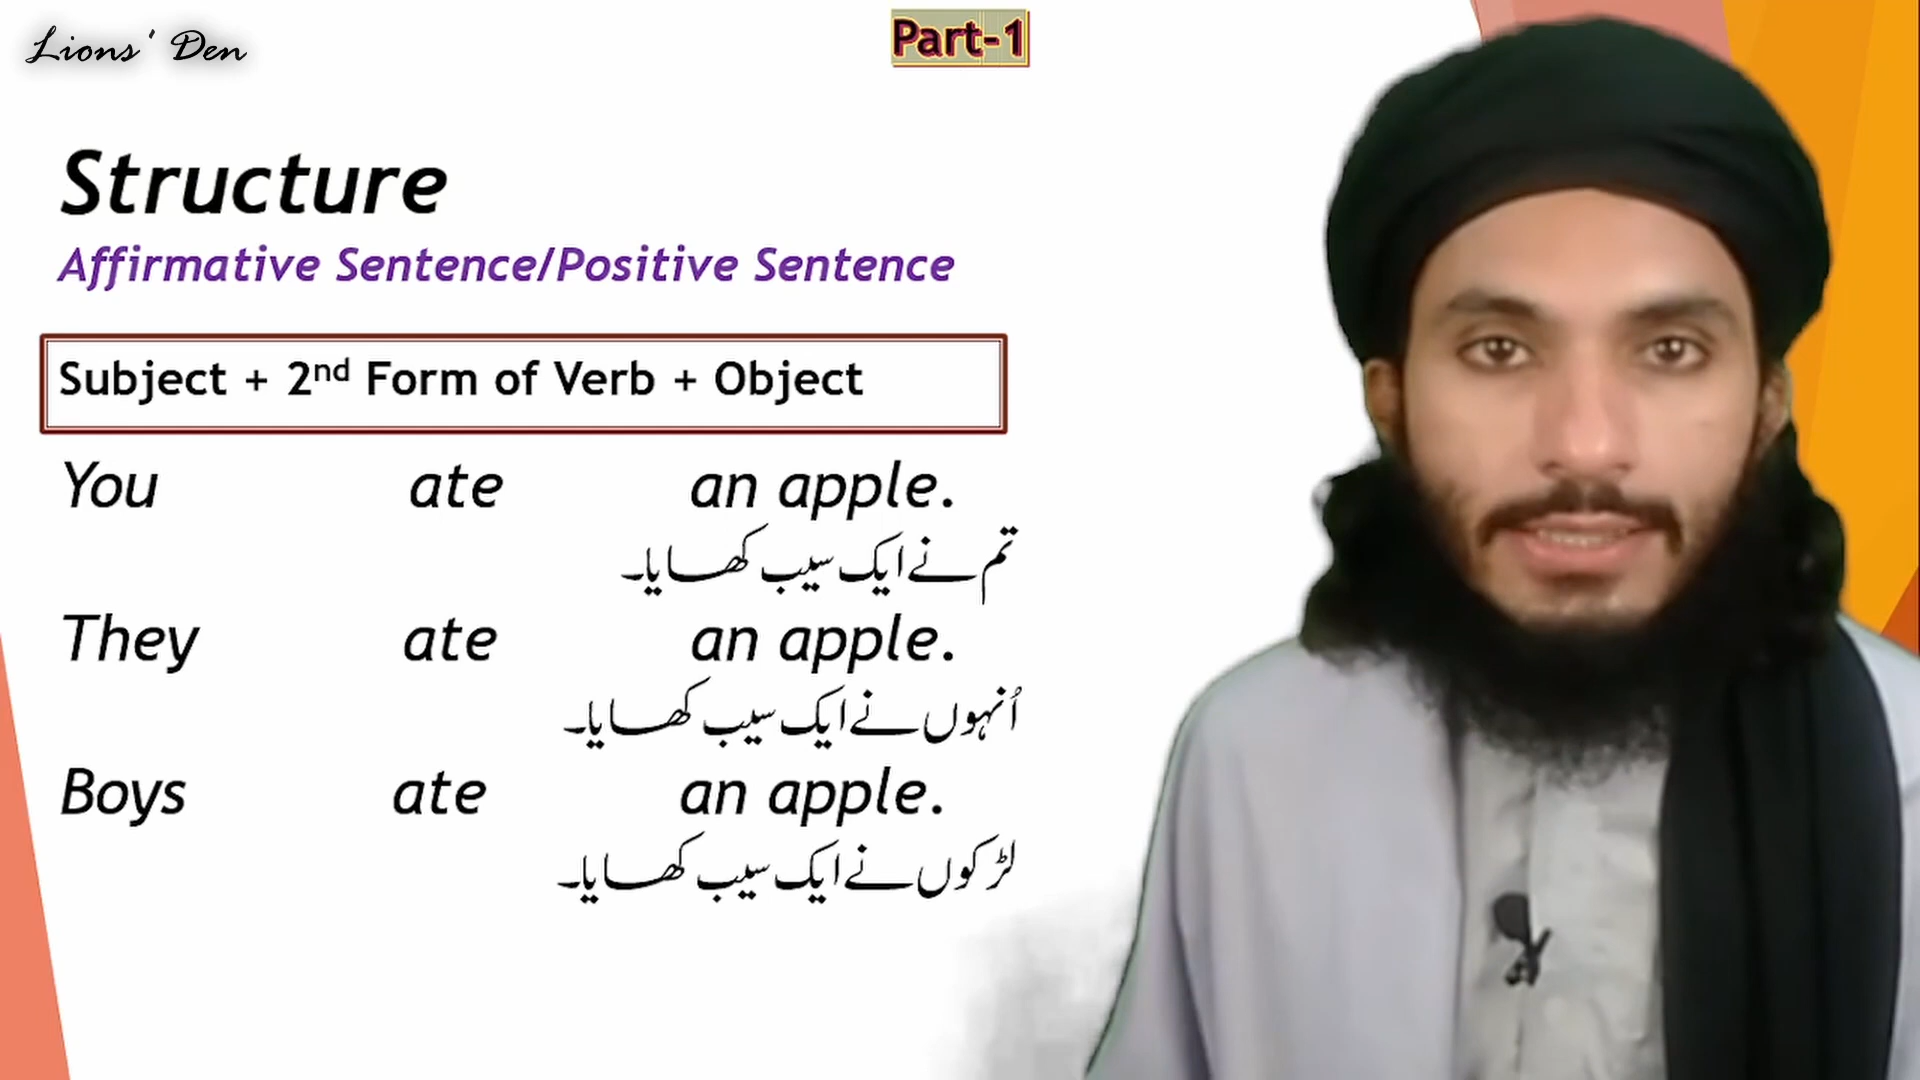 Lions' Den
Part-1
Structure
Affirmative Sentence/Positive Sentence
Subject + 2nd Form of Verb + Object
You ate an apple.
تم نے ایک سیب کھایا۔
They ate an apple.
اُنہوں نے ایک سیب کھایا۔
Boys ate an apple.
لڑکوں نے ایک سیب کھایا۔